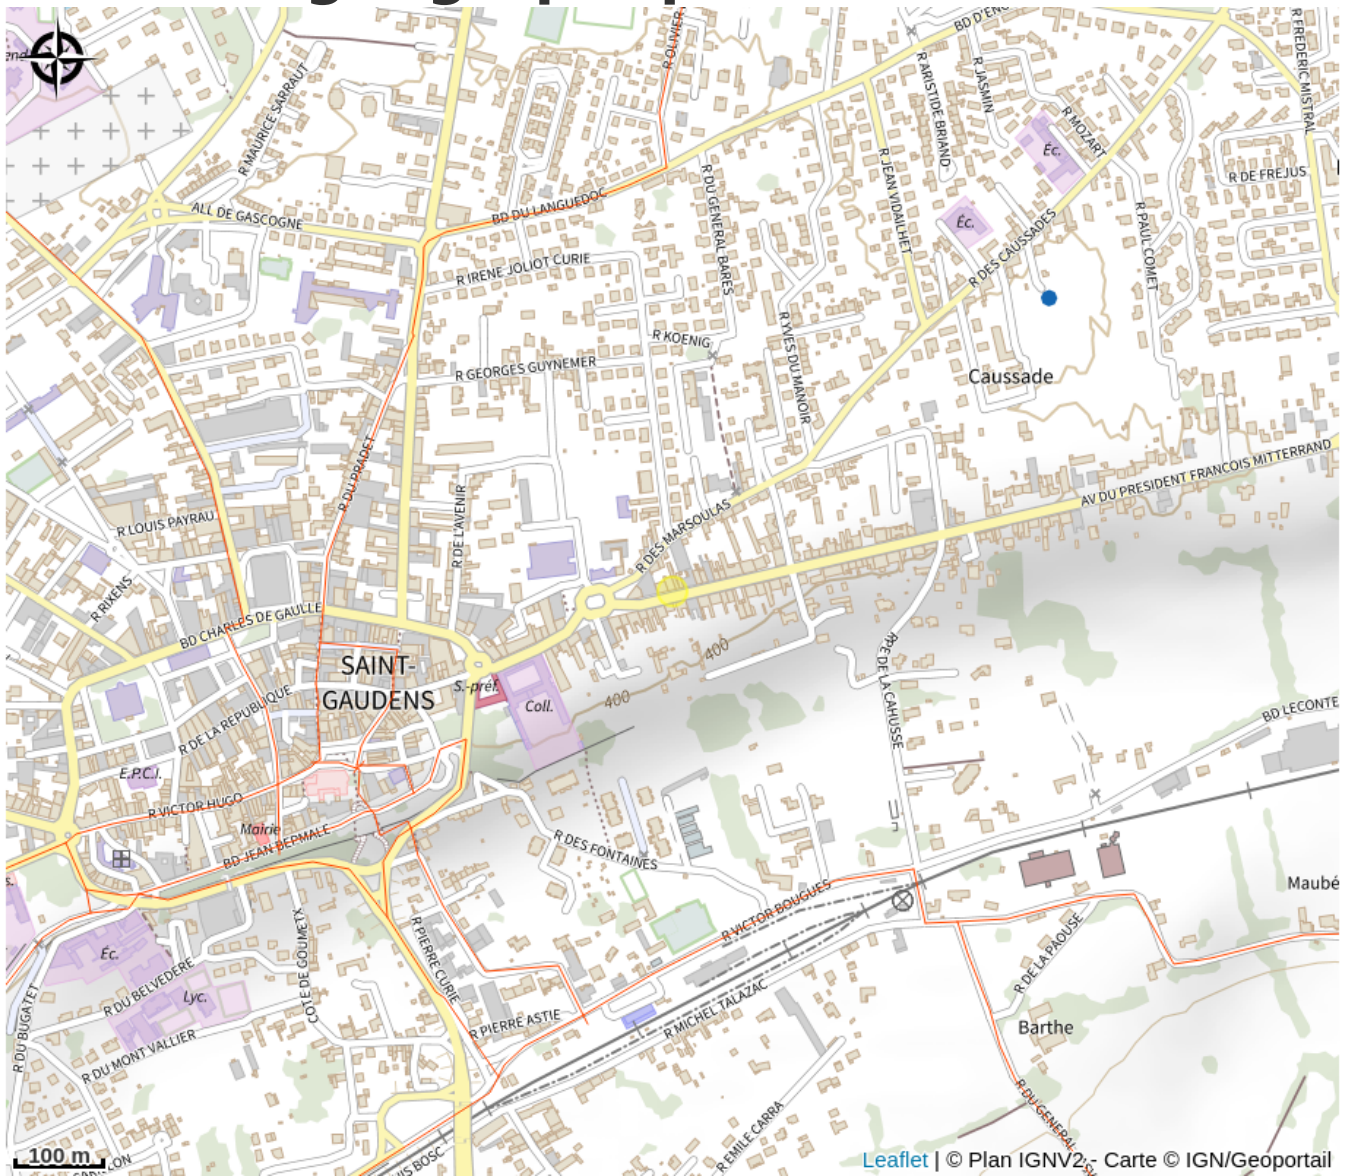 BD D'ENC
R OLIVIER
R FREDERIC MISTRAL
R MAURICE SARRAUT
R ARISTIDE BRIAND
R JASMIN
R MOZART
Éc.
R DE FREJUS
R JEAN VIDAILHET
R DU GENERAL BARES
ALL DE GASCOGNE
BD DU LANGUEDOC
Éc.
R PAUL COMET
R DES CAUSSADES
R IRENE JOLIOT CURIE
R KOENIG
R YVES DU MANOIR
R GEORGES GUYNEMER
Caussade
R DU PRADET
AV DU PRESIDENT FRANCOIS MITTERRAND
R LOUIS PAYRAU
R DE L'AVENIR
R DES MARSOULAS
R RIXENS
BD CHARLES DE GAULLE
SAINT-
GAUDENS
S.-préf.
Coll.
400
400
R DE LA REPUBLIQUE
RPE DE LA CAHUSSE
BD LECONTE
E.P.C.I.
R VICTOR HUGO
Mairie
BD JEAN BEPMALE
R DES FONTAINES
s.
R VICTOR BOUGUES
Maubé
Éc.
R DU BELVEDERE
Lyc.
COTE DE GOUMETX
R PIERRE CURIE
R DE LA PAOUSE
R DU BUGATET
R PIERRE ASTIE
R MICHEL TALAZAC
Barthe
R DU MONT VALLIER
R EMILE CARRA
R DU GENERAL
UIS BOSC
100 m
Leaflet | © Plan IGNV2 - Carte © IGN/Geoportail